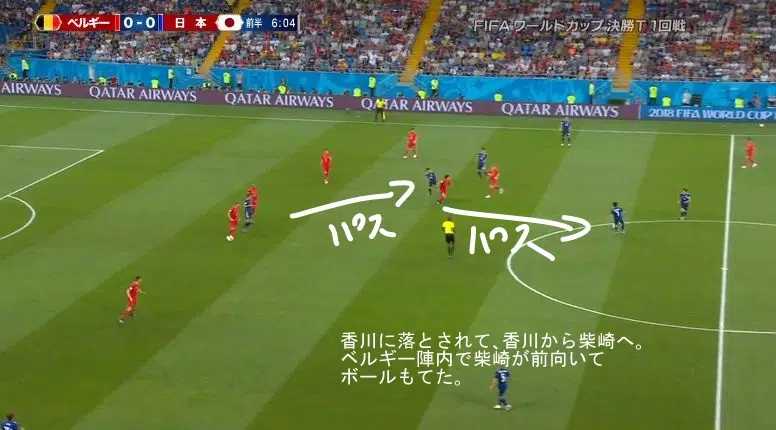 ベルギー 0-0 日本 前半 6:04
FIFA ワールドカップ 決勝T 1回戦
QATAR AIRWAYS QATAR AIRWAYS QATAR AIRWAYS QATAR AIRWAYS QATAR AIRWAYS 2018 FIFA WORLD CUP
パス パス
香川に落とされて、香川から柴崎へ。
ベルギー陣内で柴崎が前向いて
ボールもてた。
5